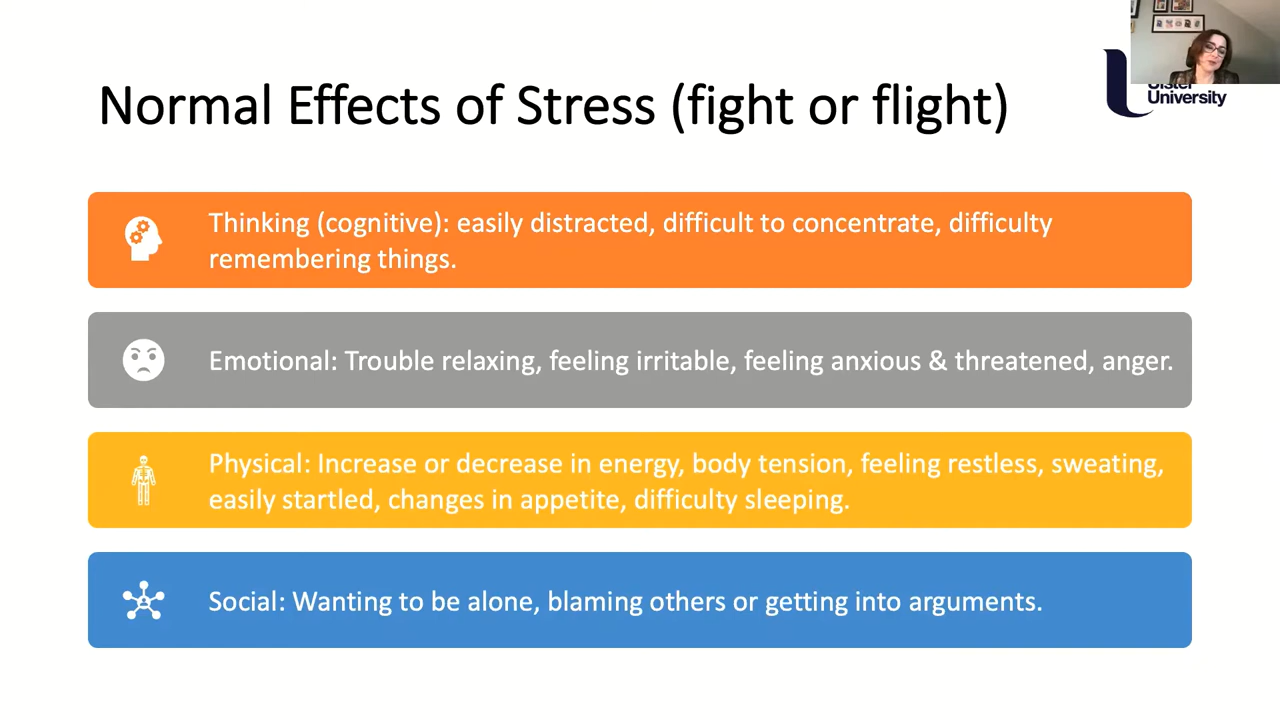 Normal Effects of Stress (fight or flight)
University
Thinking (cognitive): easily distracted, difficult to concentrate, difficulty
remembering things.
Emotional: Trouble relaxing, feeling irritable, feeling anxious & threatened, anger.
Physical: Increase or decrease in energy, body tension, feeling restless, sweating,
easily startled, changes in appetite, difficulty sleeping.
Social: Wanting to be alone, blaming others or getting into arguments.